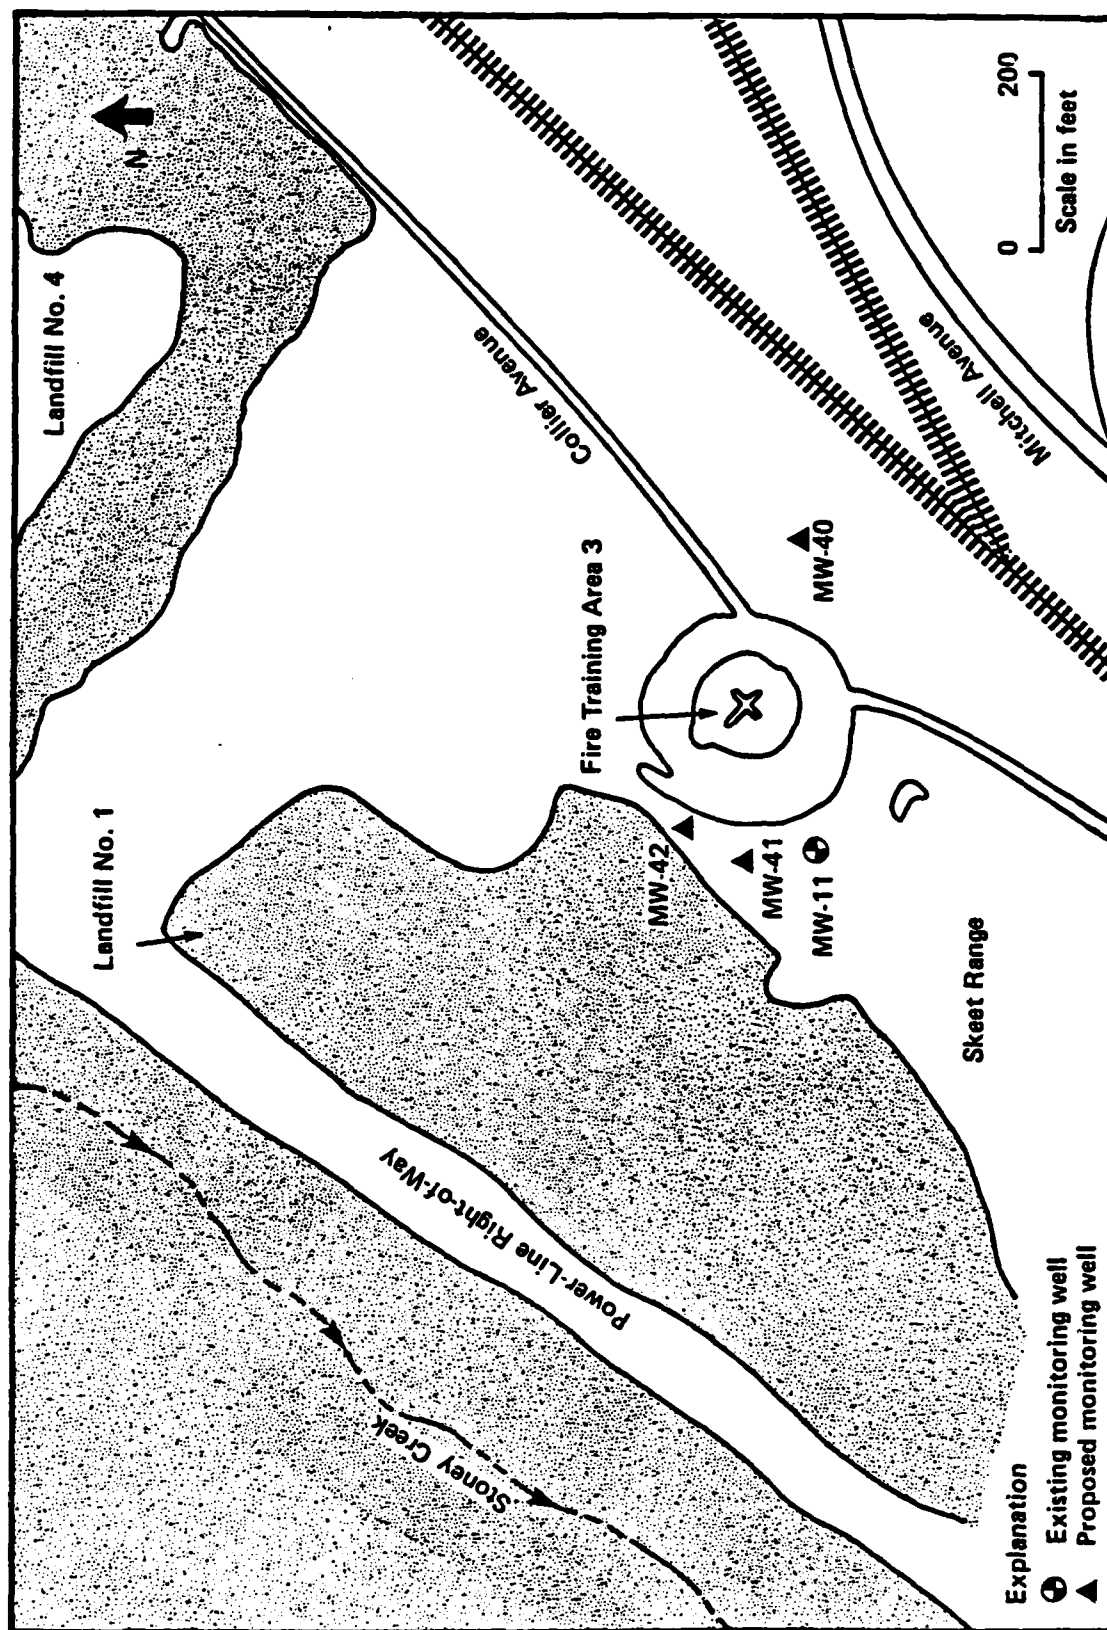 Landfill No. 4
N
Landfill No. 1
Collier Avenue
Fire Training Area 3
Mitchell Avenue
Power-Line Right-of-Way
Stoney Creek
MW-42
MW-41
MW-11
MW-40
Skeet Range
0 200
Scale in feet
Explanation
Existing monitoring well
Proposed monitoring well